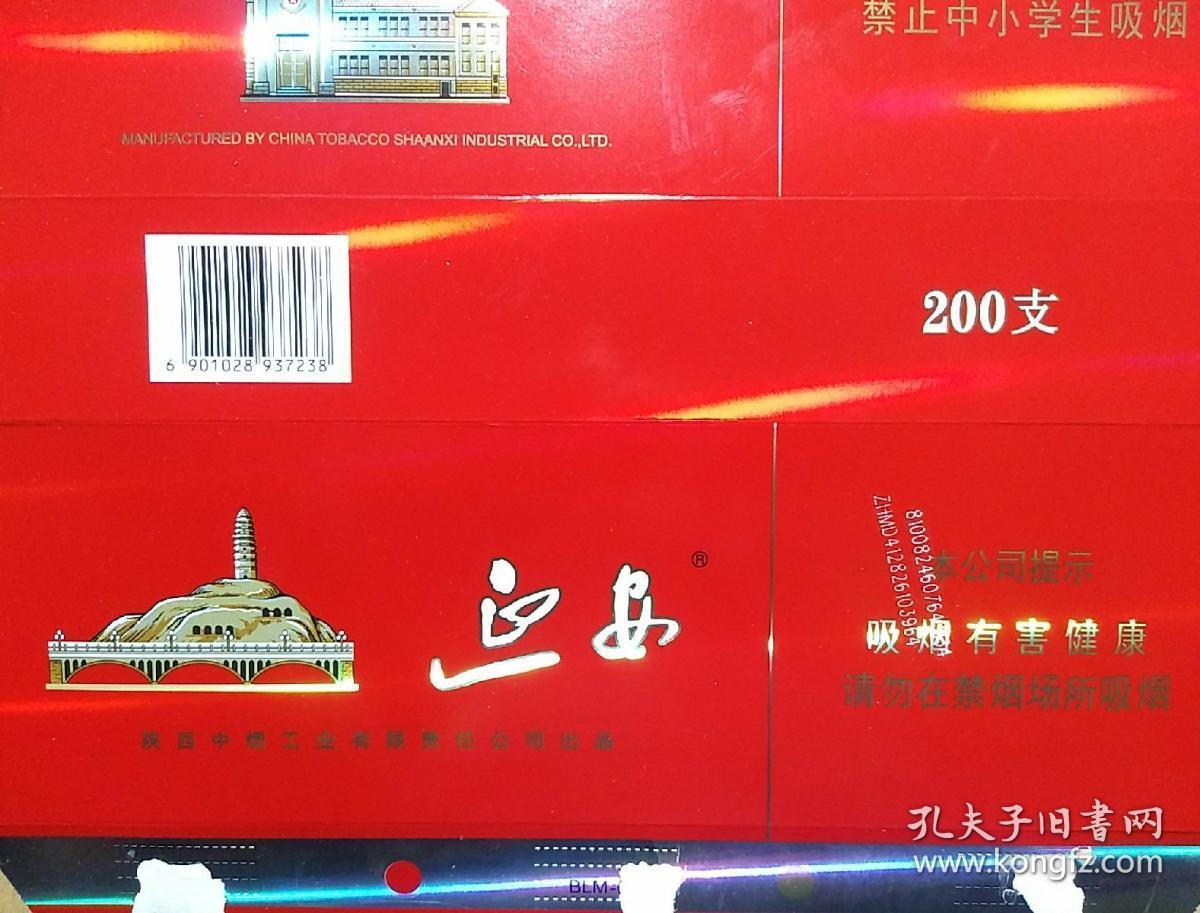 禁止中小学生吸烟
MANUFACTURED BY CHINA TOBACCO SHAANXI INDUSTRIAL CO.,LTD.
6 901028 937238
200支
延安®
陕西中烟工业有限责任公司出品
本公司提示
吸烟有害健康
请勿在禁烟场所吸烟
BLM-
孔夫子旧書网
www.kongfz.com